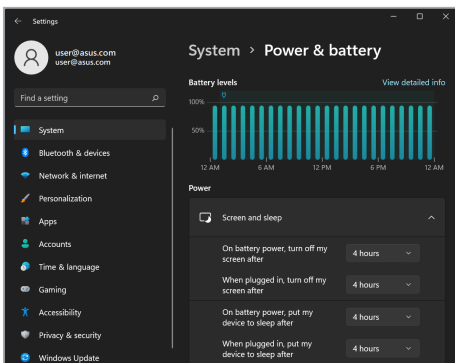 Settings
user@asus.com
user@asus.com
Find a setting
System
Bluetooth & devices
Network & internet
Personalization
Apps
Accounts
Time & language
Gaming
Accessibility
Privacy & security
Windows Update
System > Power & battery
Battery levels
View detailed info
100%
50%
12 AM 6 AM 12 PM 6 PM 12 AM
Power
Screen and sleep
On battery power, turn off my
screen after
4 hours
When plugged in, turn off my
screen after
4 hours
On battery power, put my
device to sleep after
4 hours
When plugged in, put my
device to sleep after
4 hours